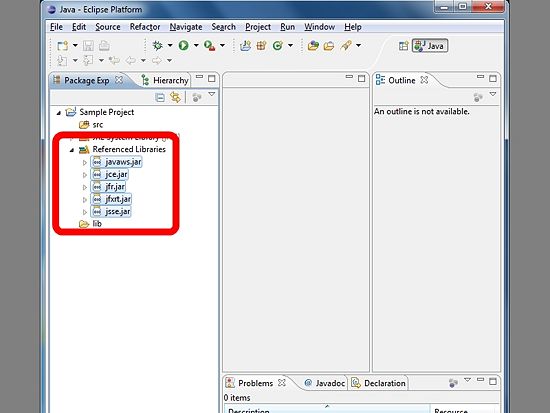 Java - Eclipse Platform
File Edit Source Refactor Navigate Search Project Run Window Help
Java
Package Exp
Hierarchy
Outline
An outline is not available.
Sample Project
src
JRE System Library
Referenced Libraries
javaws.jar
jce.jar
jfr.jar
jfxrt.jar
jsse.jar
lib
Problems
@ Javadoc
Declaration
0 items
Description
Resource